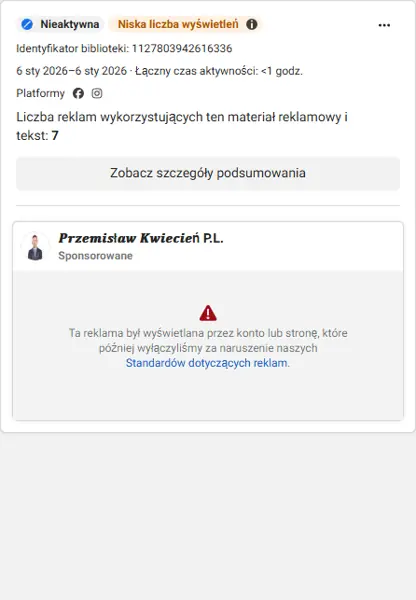 Nieaktywna Niska liczba wyświetleń
Identyfikator biblioteki: 1127803942616336
6 sty 2026–6 sty 2026 · Łączny czas aktywności: <1 godz.
Platformy
Liczba reklam wykorzystujących ten materiał reklamowy i
tekst: 7
Zobacz szczegóły podsumowania
𝑷𝒓𝒛𝒆𝒎𝒊𝒔ł𝒂𝒘 𝑲𝒘𝒊𝒆𝒄𝒊𝒆ń P.L.
Sponsorowane
Ta reklama był wyświetlana przez konto lub stronę, które
później wyłączyliśmy za naruszenie naszych
Standardów dotyczących reklam.